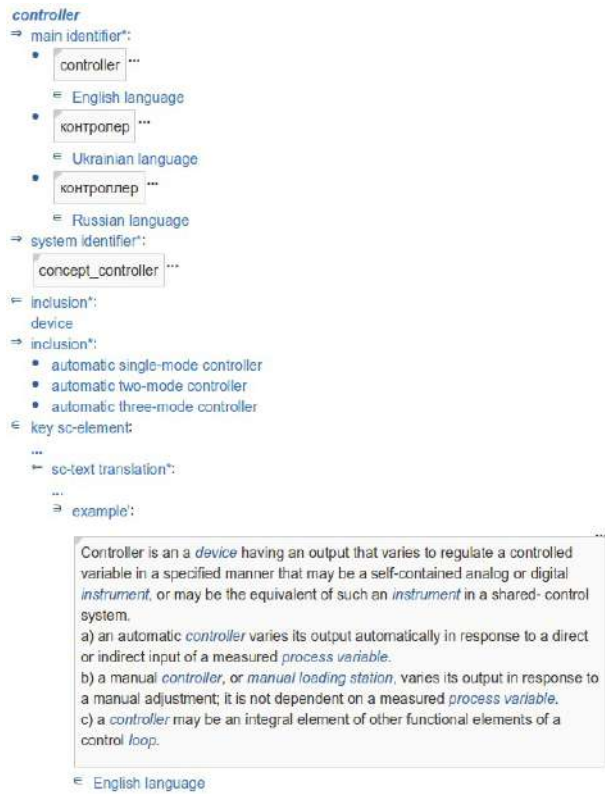 controller
⇒ main identifier*:
• controller ...
∈ English language
• контролер ...
∈ Ukrainian language
• контроллер ...
∈ Russian language
⇒ system identifier*:
concept_controller ...
⇐ inclusion*:
device
⇒ inclusion*:
• automatic single-mode controller
• automatic two-mode controller
• automatic three-mode controller
∈ key sc-element:
...
⇐ sc-text translation*:
...
∋ example':
...
Controller is an a device having an output that varies to regulate a controlled
variable in a specified manner that may be a self-contained analog or digital
instrument, or may be the equivalent of such an instrument in a shared- control
system.
a) an automatic controller varies its output automatically in response to a direct
or indirect input of a measured process variable.
b) a manual controller, or manual loading station, varies its output in response to
a manual adjustment; it is not dependent on a measured process variable.
c) a controller may be an integral element of other functional elements of a
control loop.
∈ English language